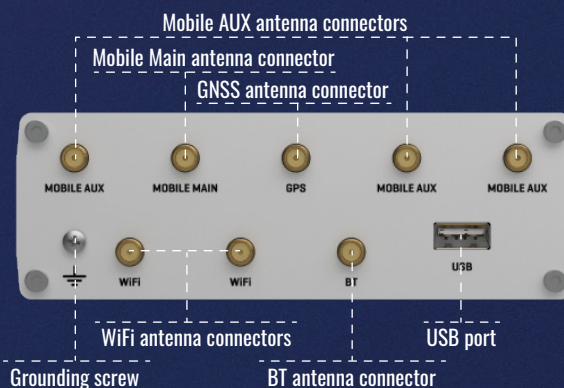 Mobile AUX antenna connectors
Mobile Main antenna connector
GNSS antenna connector
MOBILE AUX
MOBILE MAIN
GPS
MOBILE AUX
MOBILE AUX
WiFi
WiFi
BT
USB
WiFi antenna connectors
USB port
Grounding screw
BT antenna connector